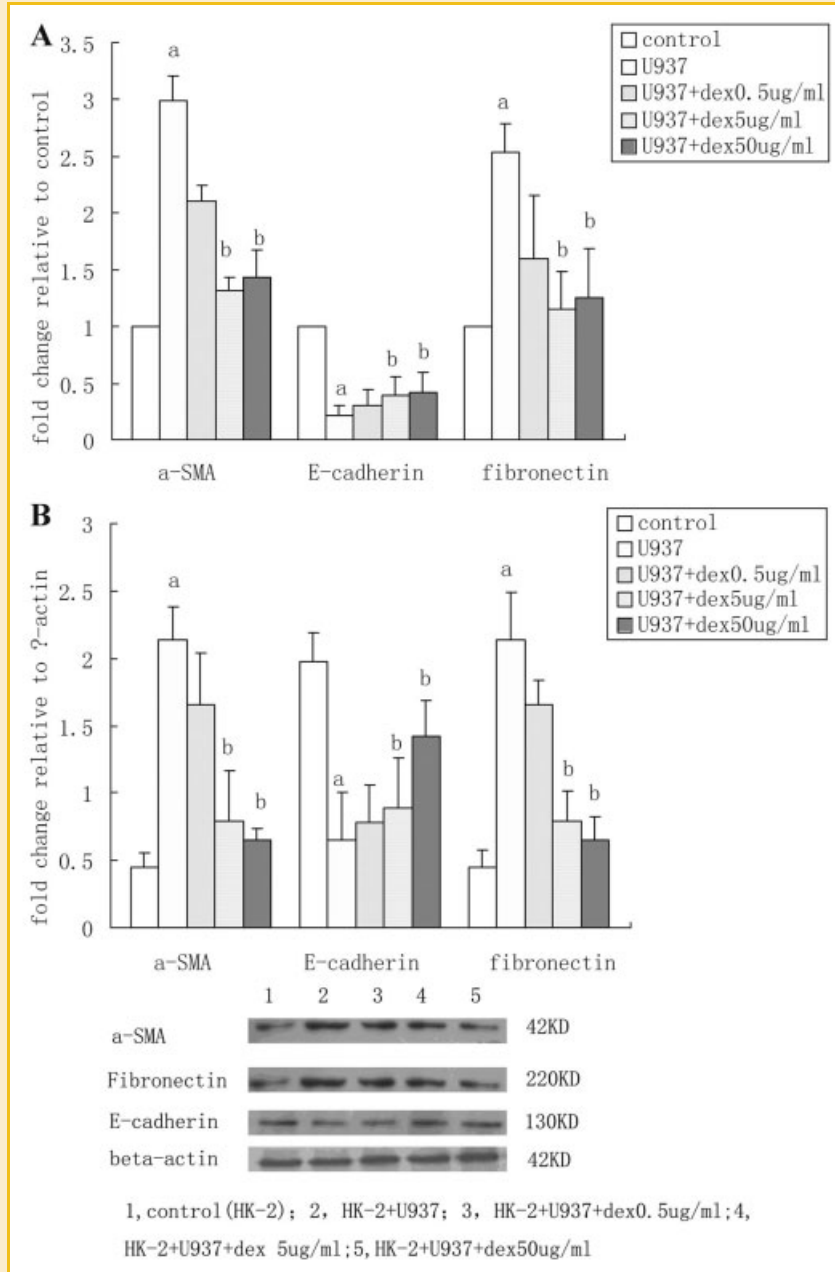 A
3.5
3
2.5
2
1.5
1
0.5
0
fold change relative to control
a
b
b
a
b
b
a
b
b
a-SMA
E-cadherin
fibronectin
control
U937
U937+dex0.5ug/ml
U937+dex5ug/ml
U937+dex50ug/ml
B
3
2.5
2
1.5
1
0.5
0
fold change relative to ?-actin
a
b
b
a
b
b
a
b
b
a-SMA
E-cadherin
fibronectin
control
U937
U937+dex0.5ug/ml
U937+dex5ug/ml
U937+dex50ug/ml
1 2 3 4 5
a-SMA 42KD
Fibronectin 220KD
E-cadherin 130KD
beta-actin 42KD
1,control(HK-2); 2, HK-2+U937; 3, HK-2+U937+dex0.5ug/ml;4,
HK-2+U937+dex 5ug/ml;5,HK-2+U937+dex50ug/ml